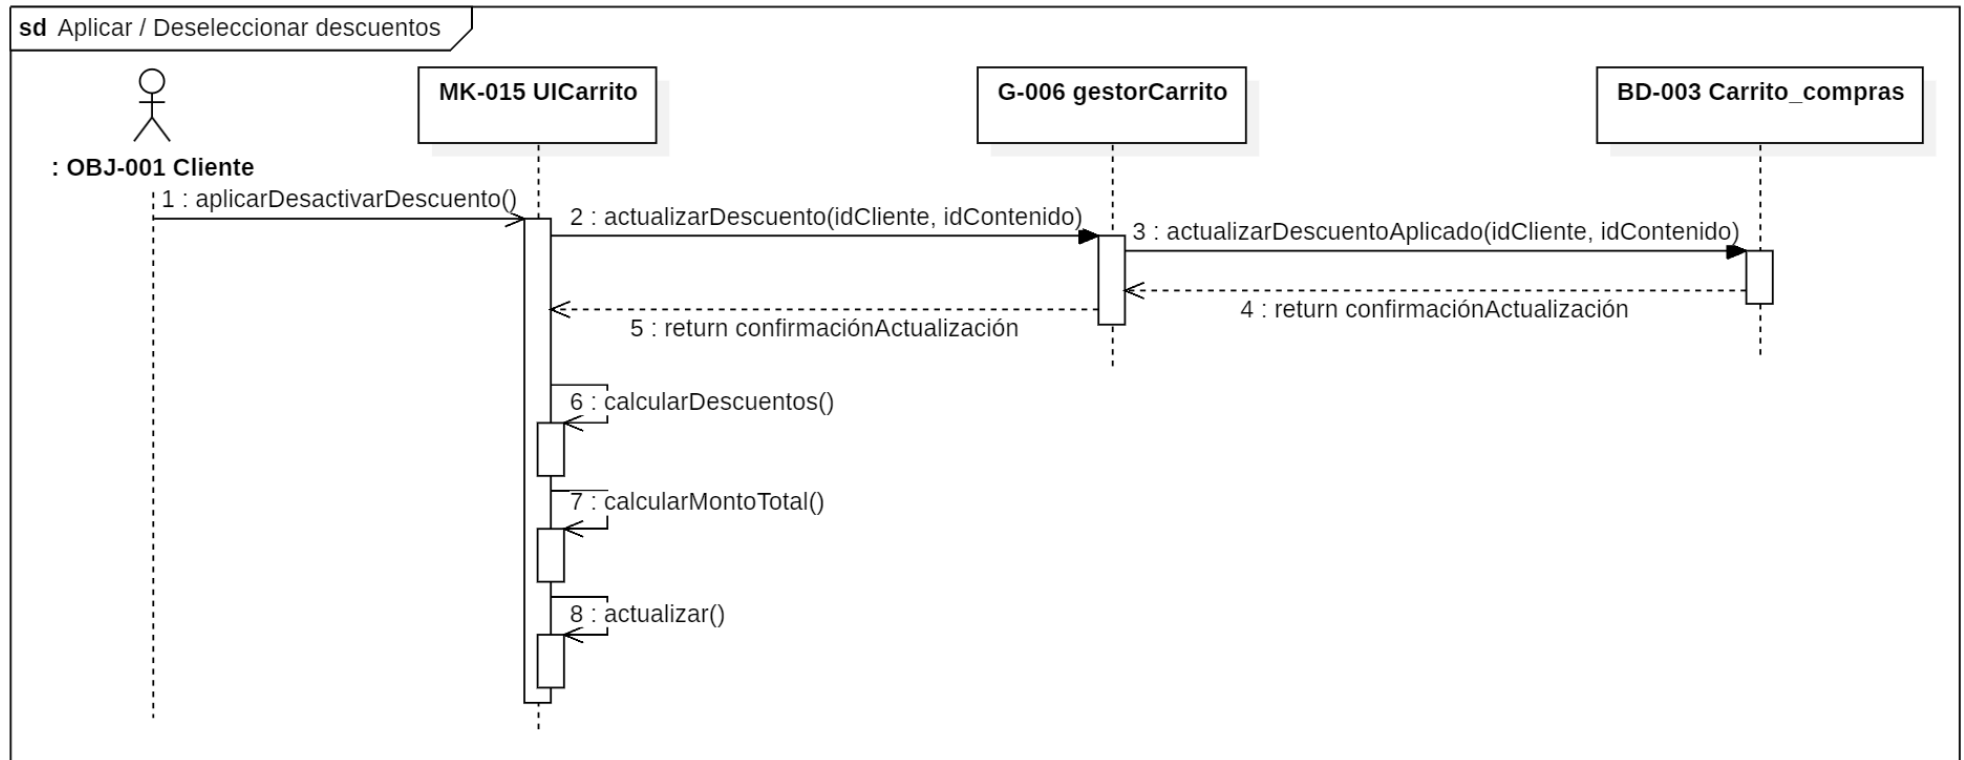 sd Aplicar / Deseleccionar descuentos
MK-015 UICarrito
G-006 gestorCarrito
BD-003 Carrito_compras
: OBJ-001 Cliente
1 : aplicarDesactivarDescuento()
2 : actualizarDescuento(idCliente, idContenido)
3 : actualizarDescuentoAplicado(idCliente, idContenido)
4 : return confirmaciónActualización
5 : return confirmaciónActualización
6 : calcularDescuentos()
7 : calcularMontoTotal()
8 : actualizar()